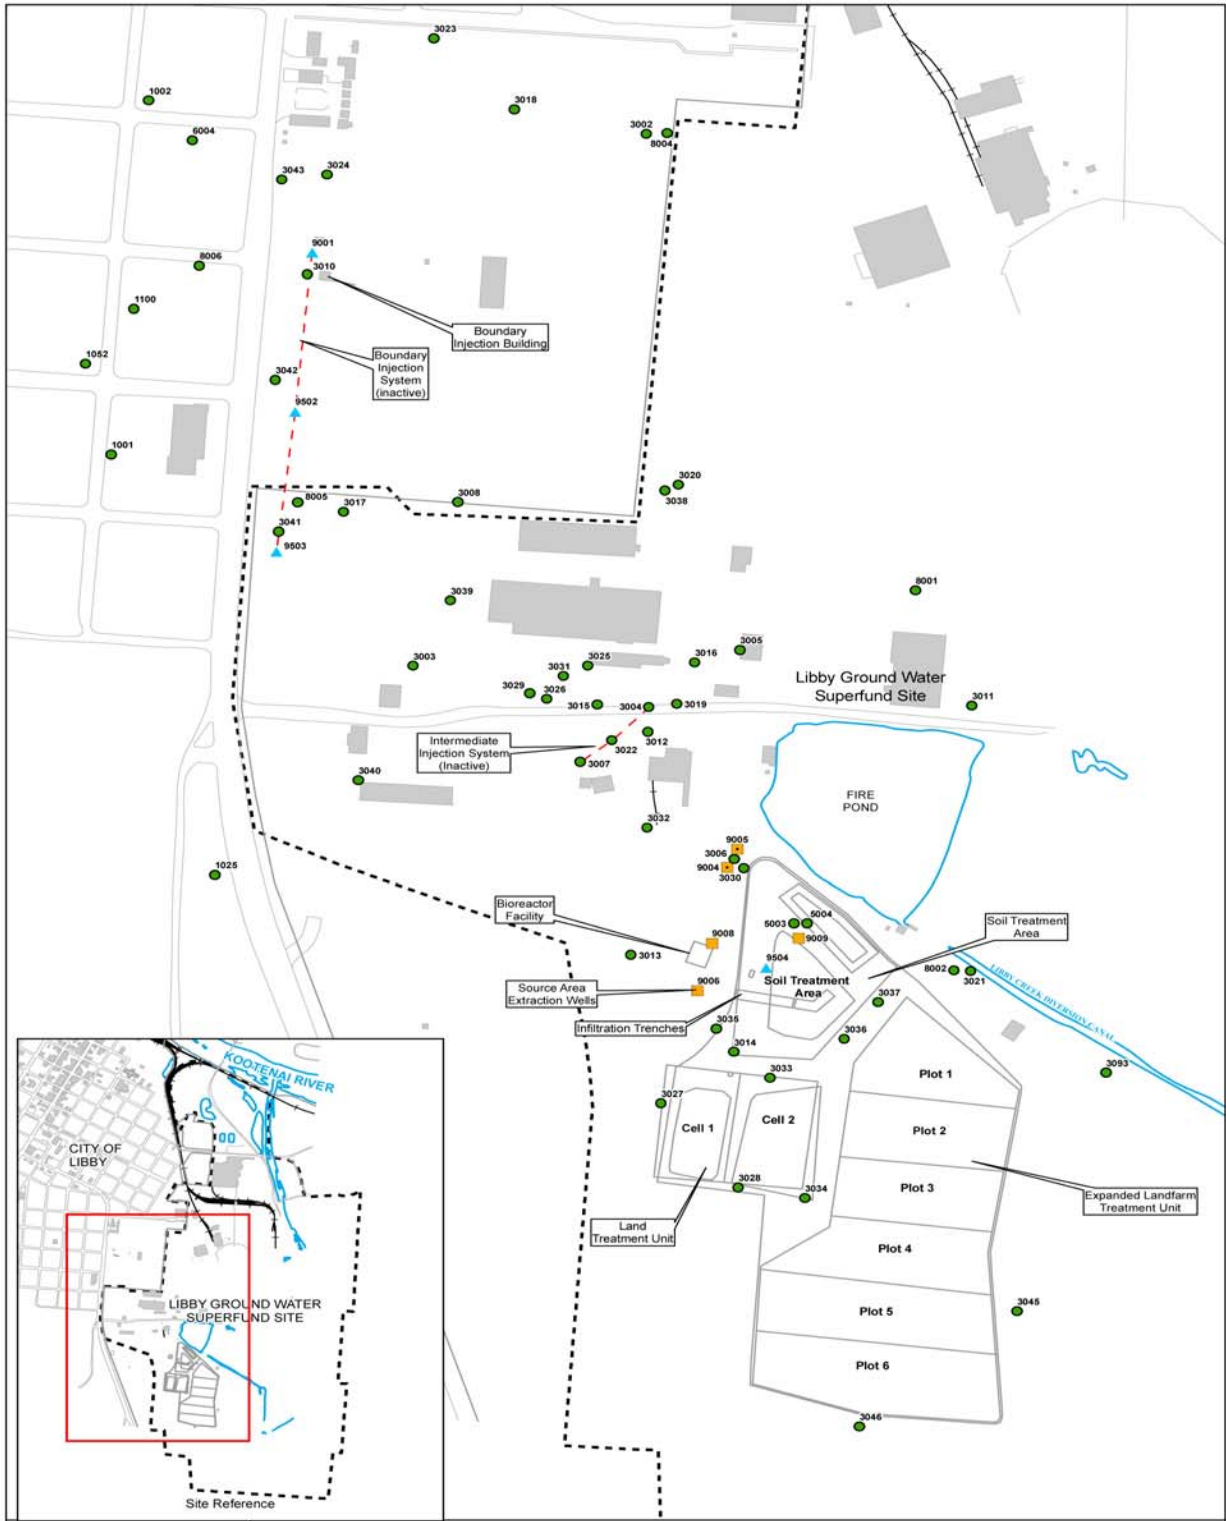 3023
1002
3018
6004
3002
8004
3043
3024
9001
8006
3010
1100
Boundary
Injection Building
Boundary
Injection
System
(inactive)
1052
3042
9502
1001
3020
3038
8005
3017
3008
3041
9503
8001
3039
3005
3016
3003
3025
3031
Libby Ground Water
Superfund Site
3029
3026
3015
3004
3019
3011
3012
Intermediate
Injection System
(Inactive)
3022
3007
3040
FIRE
POND
3032
9005
3006
9004
3030
1025
Bioreactor
Facility
5003
5004
Soil Treatment
Area
9008
9009
3013
9504
8002
3021
LIBBY CREEK DIVERSION CANAL
Soil Treatment
Area
Source Area
Extraction Wells
9006
3037
Infiltration Trenches
3035
3036
3014
3033
3093
Plot 1
3027
Cell 1
Cell 2
Plot 2
3028
3034
Plot 3
Expanded Landfarm
Treatment Unit
Land
Treatment Unit
Plot 4
Plot 5
3045
Plot 6
3046
KOOTENAI RIVER
CITY OF
LIBBY
LIBBY GROUND WATER
SUPERFUND SITE
Site Reference